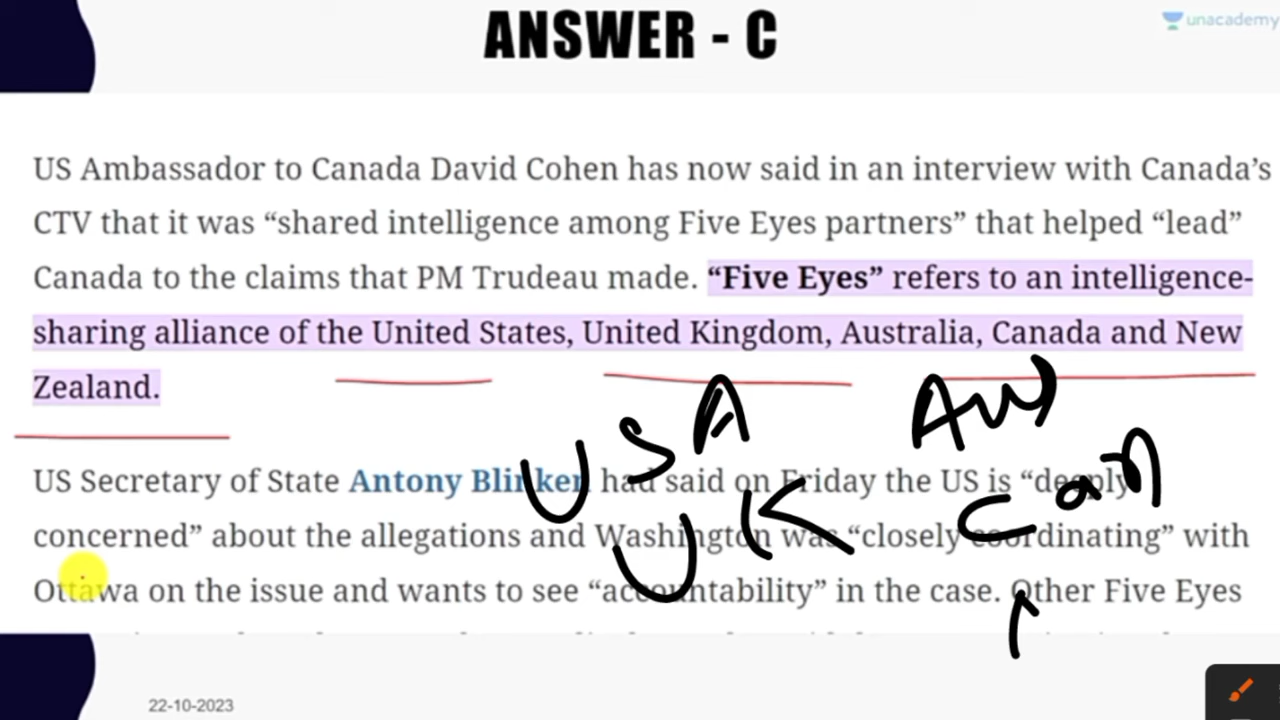 ANSWER - C
unacademy
US Ambassador to Canada David Cohen has now said in an interview with Canada’s
CTV that it was “shared intelligence among Five Eyes partners” that helped “lead”
Canada to the claims that PM Trudeau made. “Five Eyes” refers to an intelligence-
sharing alliance of the United States, United Kingdom, Australia, Canada and New
Zealand.
USA
Aus
US Secretary of State Antony Blinken had said on Friday the US is “deeply
Can
UK
concerned” about the allegations and Washington was “closely coordinating” with
Ottawa on the issue and wants to see “accountability” in the case. Other Five Eyes
22-10-2023